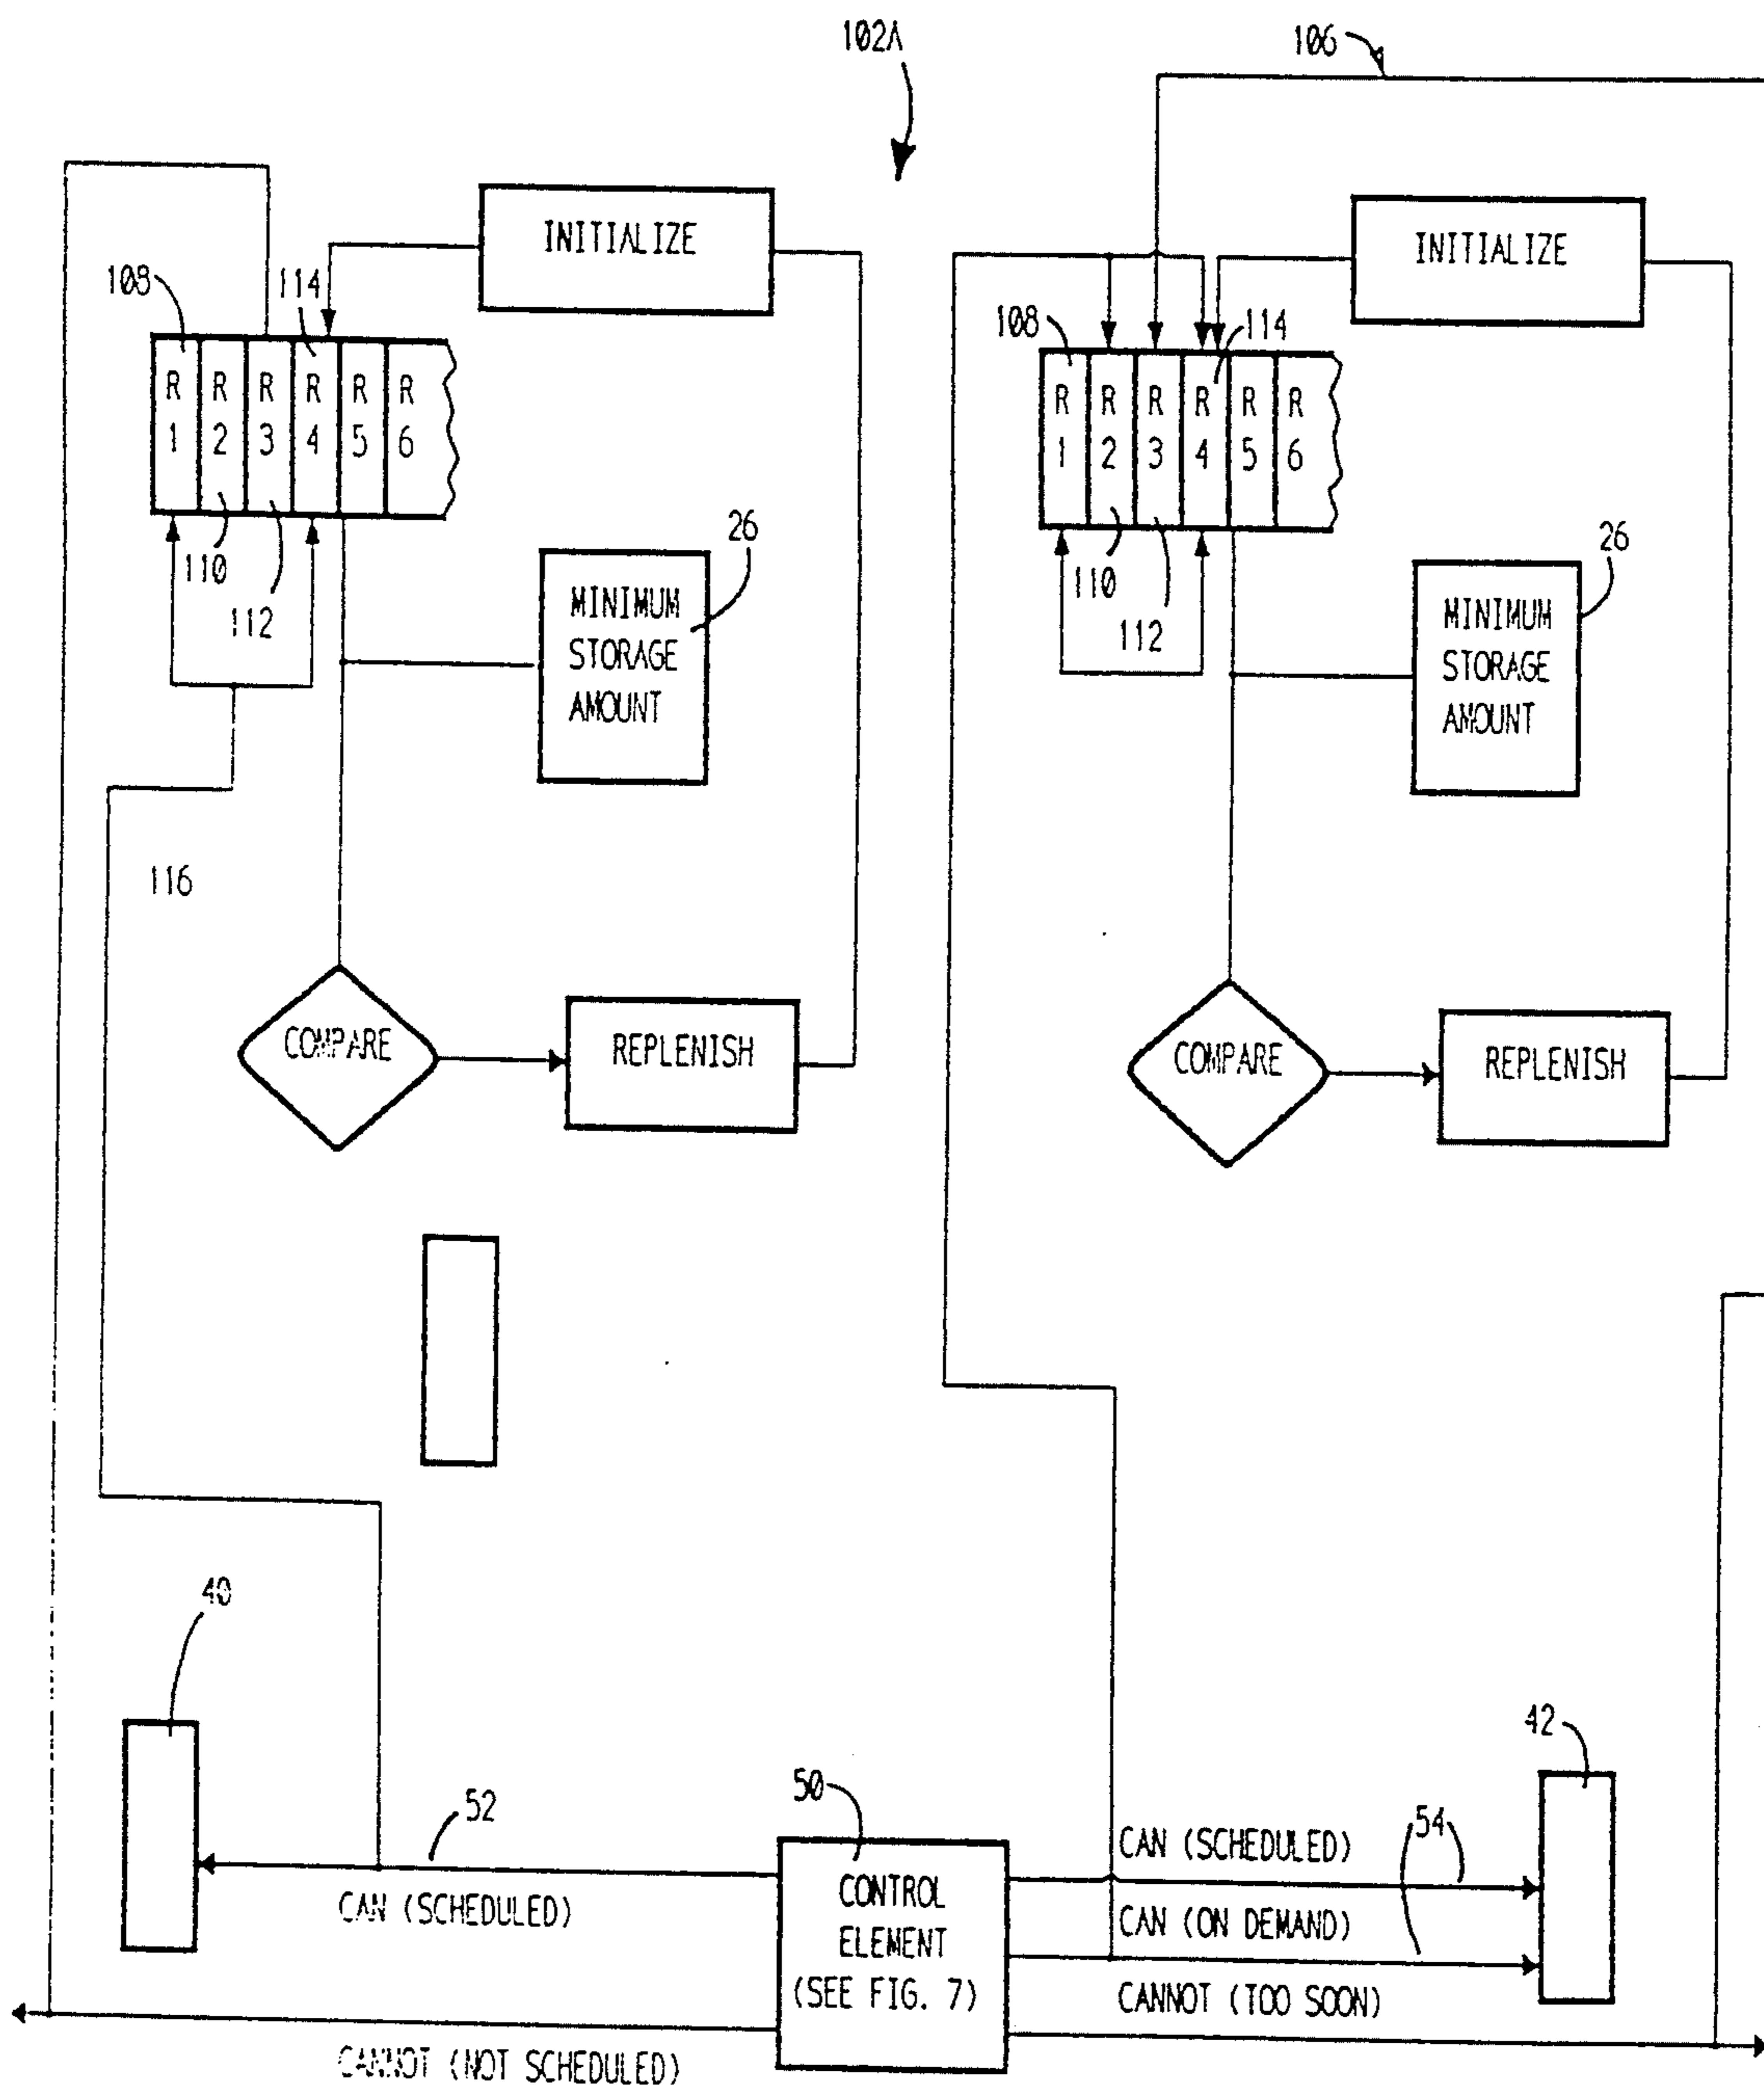 102A
106
INITIALIZE
INITIALIZE
108
114
108
114
R 1
R 2
R 3
R 4
R 5
R 6
R 1
R 2
R 3
R 4
R 5
R 6
110
112
110
112
26
26
MINIMUM
STORAGE
AMOUNT
MINIMUM
STORAGE
AMOUNT
116
COMPARE
REPLENISH
COMPARE
REPLENISH
40
42
52
50
54
CAN (SCHEDULED)
CONTROL
ELEMENT
(SEE FIG. 7)
CAN (SCHEDULED)
CAN (ON DEMAND)
CANNOT (TOO SOON)
CANNOT (NOT SCHEDULED)